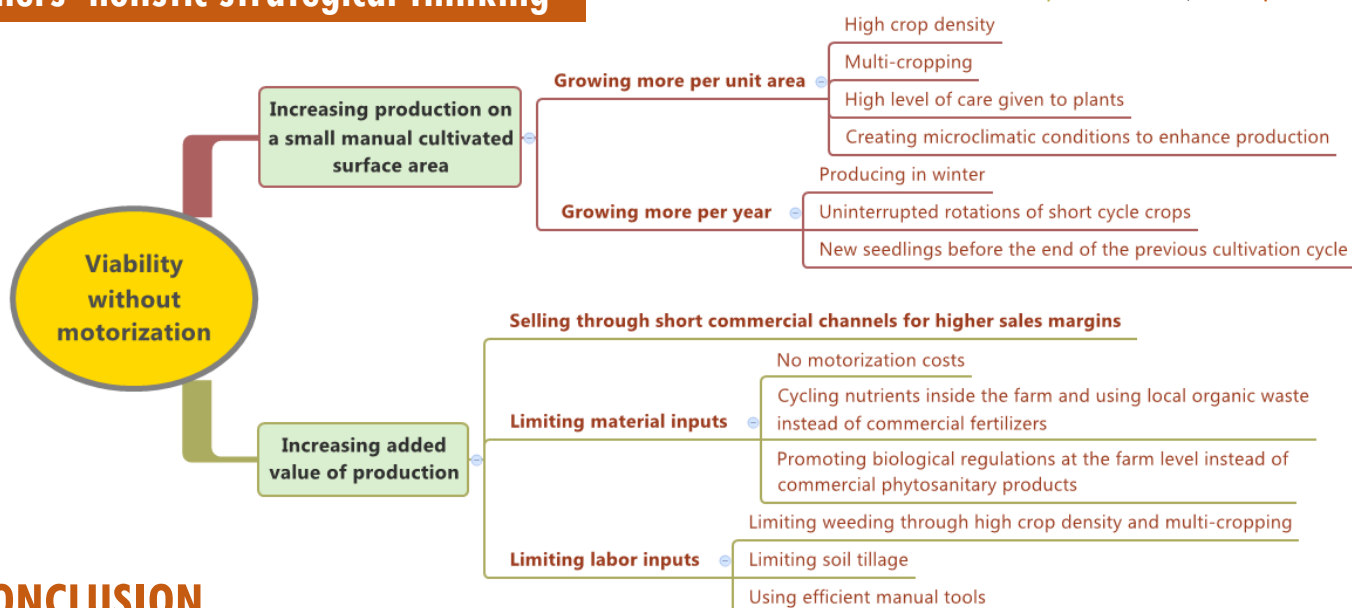 holistic strategical thinking
High crop density
Multi-cropping
Growing more per unit area
High level of care given to plants
Creating microclimatic conditions to enhance production
Increasing production on
a small manual cultivated
surface area
Producing in winter
Growing more per year
Uninterrupted rotations of short cycle crops
New seedlings before the end of the previous cultivation cycle
Viability
without
motorization
Selling through short commercial channels for higher sales margins
No motorization costs
Limiting material inputs
Cycling nutrients inside the farm and using local organic waste
instead of commercial fertilizers
Promoting biological regulations at the farm level instead of
commercial phytosanitary products
Increasing added
value of production
Limiting weeding through high crop density and multi-cropping
Limiting labor inputs
Limiting soil tillage
Using efficient manual tools
ONCLUSION